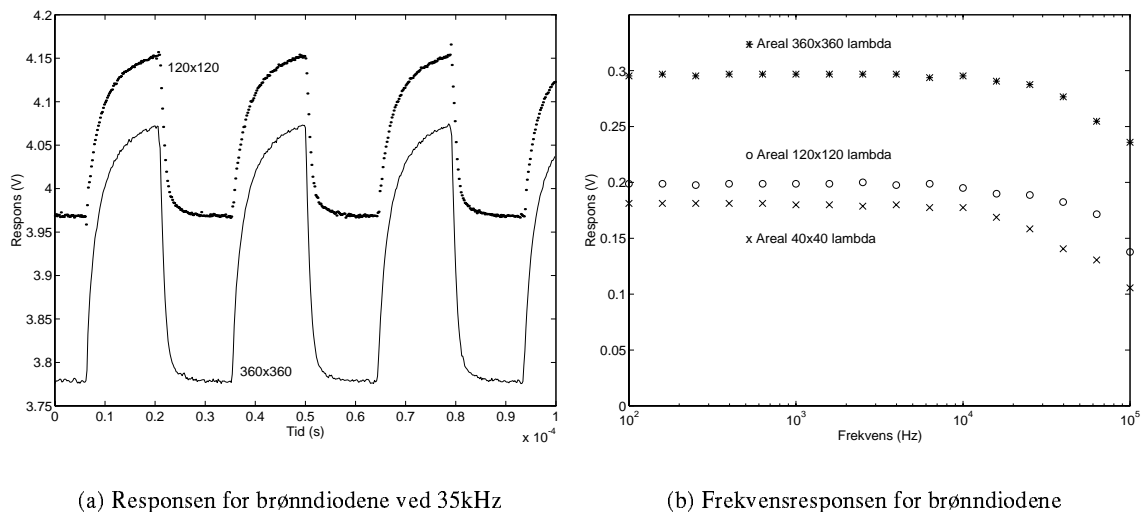 4.2
4.15
4.1
4.05
4
3.95
3.9
3.85
3.8
3.75
Respons (V)
120x120
360x360
0
0.1
0.2
0.3
0.4
0.5
0.6
0.7
0.8
0.9
1
Tid (s)
x 10-4
(a) Responsen for brønndiodene ved 35kHz
0.3
0.25
0.2
0.15
0.1
0.05
0
Respons (V)
Areal 360x360 lambda
Areal 120x120 lambda
Areal 40x40 lambda
10^2
10^3
10^4
10^5
Frekvens (Hz)
(b) Frekvensresponsen for brønndiodene